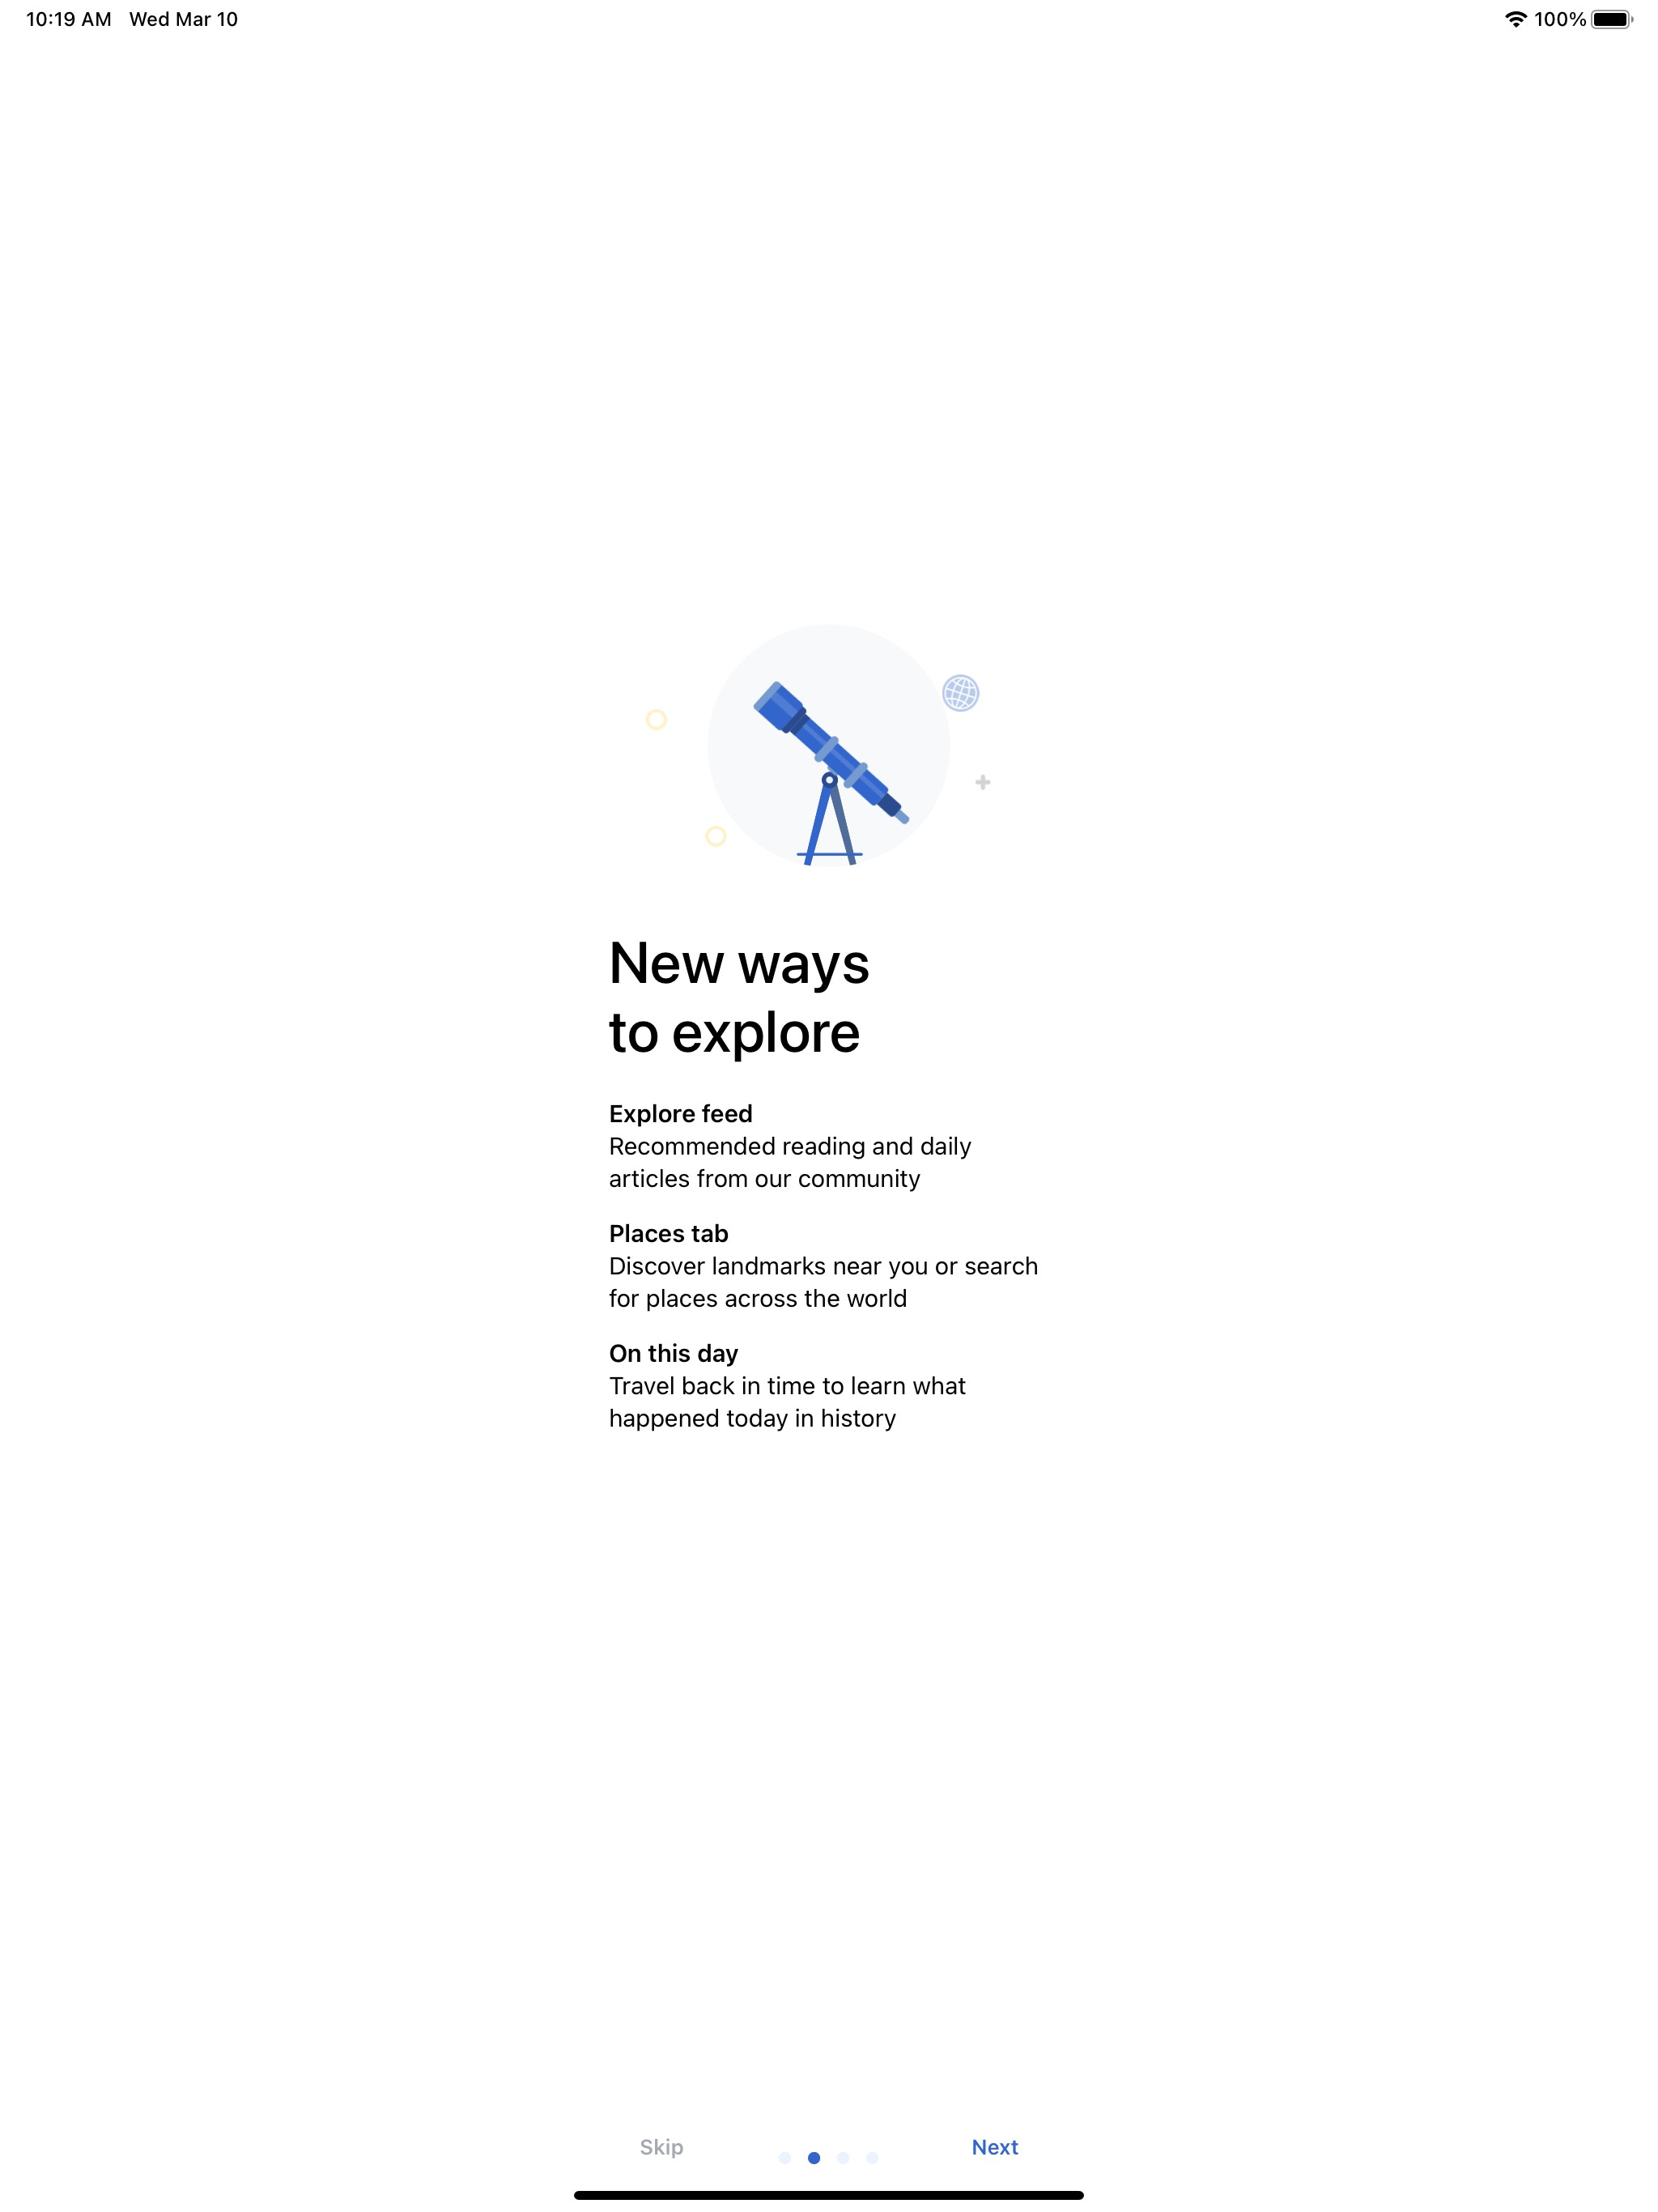 10:19 AM Wed Mar 10
100%
New ways
to explore
Explore feed
Recommended reading and daily
articles from our community
Places tab
Discover landmarks near you or search
for places across the world
On this day
Travel back in time to learn what
happened today in history
Skip
Next